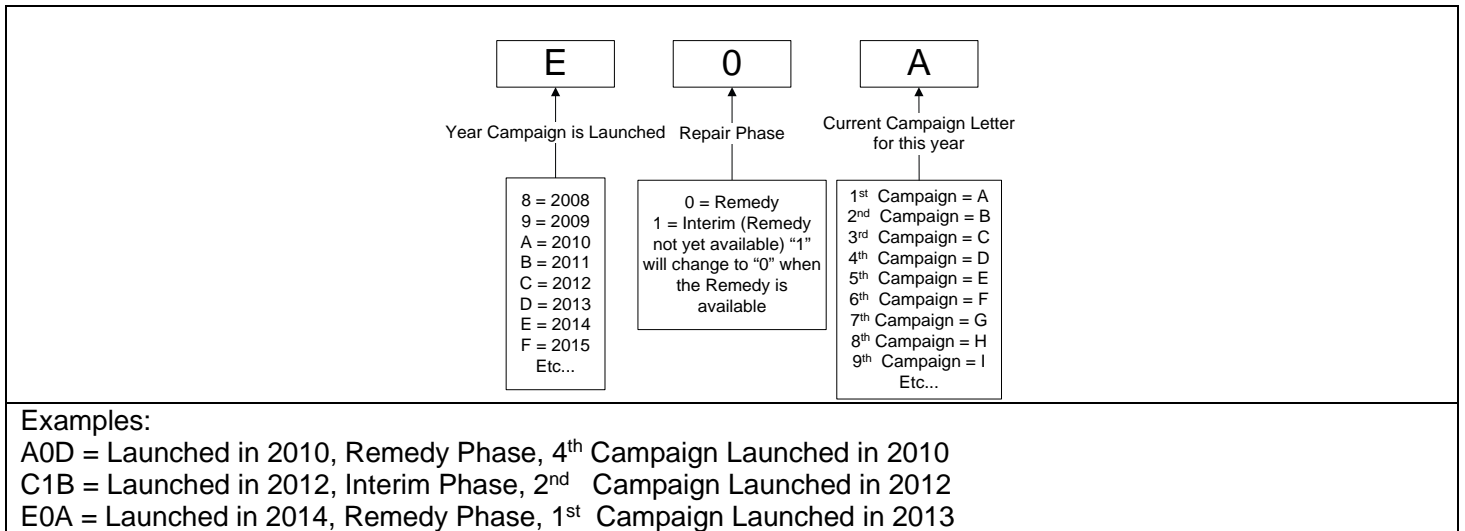 E
0
A
Year Campaign is Launched
Repair Phase
Current Campaign Letter
for this year
8 = 2008
9 = 2009
A = 2010
B = 2011
C = 2012
D = 2013
E = 2014
F = 2015
Etc...
0 = Remedy
1 = Interim (Remedy
not yet available) “1”
will change to “0” when
the Remedy is
available
1st Campaign = A
2nd Campaign = B
3rd Campaign = C
4th Campaign = D
5th Campaign = E
6th Campaign = F
7th Campaign = G
8th Campaign = H
9th Campaign = I
Etc...
Examples:
A0D = Launched in 2010, Remedy Phase, 4th Campaign Launched in 2010
C1B = Launched in 2012, Interim Phase, 2nd Campaign Launched in 2012
E0A = Launched in 2014, Remedy Phase, 1st Campaign Launched in 2013